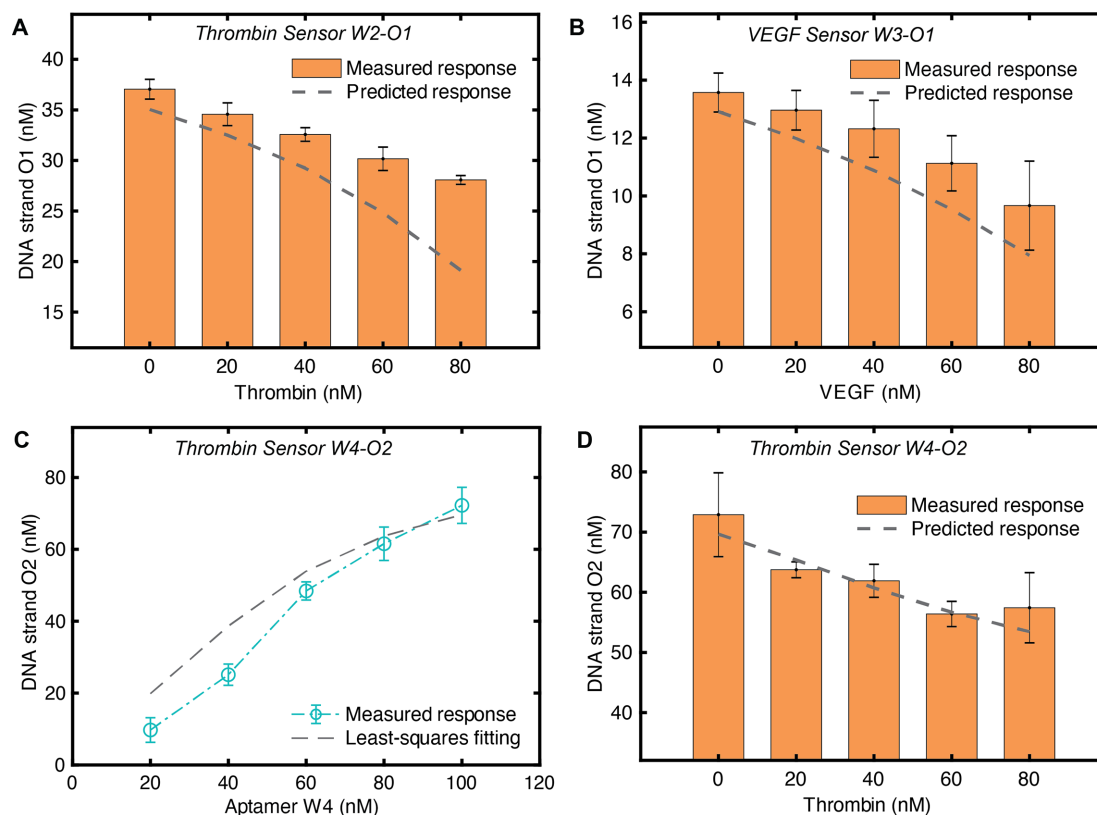 A
Thrombin Sensor W2-O1
Measured response
Predicted response
DNA strand O1 (nM)
40
35
30
25
20
15
0 20 40 60 80
Thrombin (nM)
B
VEGF Sensor W3-O1
Measured response
Predicted response
DNA strand O1 (nM)
16
14
12
10
8
6
0 20 40 60 80
VEGF (nM)
C
Thrombin Sensor W4-O2
DNA strand O2 (nM)
80
60
40
20
0
Measured response
Least-squares fitting
0 20 40 60 80 100 120
Aptamer W4 (nM)
D
Thrombin Sensor W4-O2
Measured response
Predicted response
DNA strand O2 (nM)
80
70
60
50
40
0 20 40 60 80
Thrombin (nM)